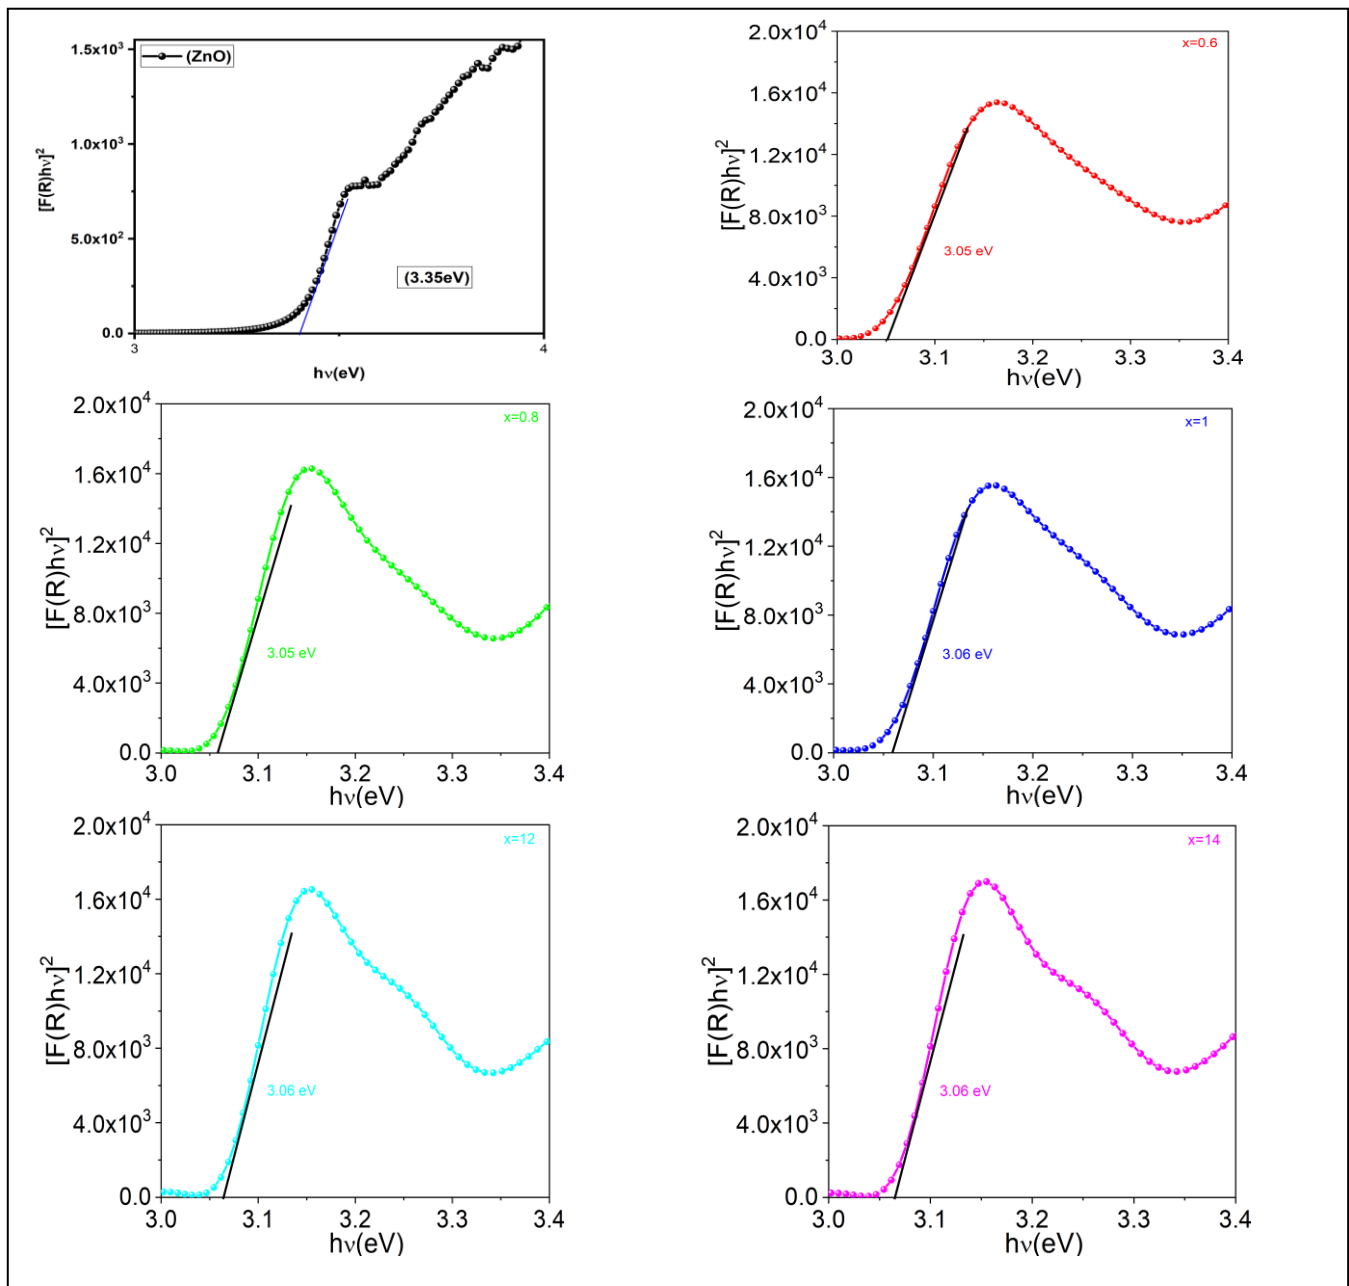 (ZnO)
1.5x10³
1.0x10³
5.0x10²
0.0
[F(R)hν]²
(3.35eV)
3
4
hν(eV)
x=0.6
2.0x10⁴
1.6x10⁴
1.2x10⁴
8.0x10³
4.0x10³
0.0
[F(R)hν]²
3.05 eV
3.0 3.1 3.2 3.3 3.4
hν(eV)
x=0.8
2.0x10⁴
1.6x10⁴
1.2x10⁴
8.0x10³
4.0x10³
0.0
[F(R)hν]²
3.05 eV
3.0 3.1 3.2 3.3 3.4
hν(eV)
x=1
2.0x10⁴
1.6x10⁴
1.2x10⁴
8.0x10³
4.0x10³
0.0
[F(R)hν]²
3.06 eV
3.0 3.1 3.2 3.3 3.4
hν(eV)
x=12
2.0x10⁴
1.6x10⁴
1.2x10⁴
8.0x10³
4.0x10³
0.0
[F(R)hν]²
3.06 eV
3.0 3.1 3.2 3.3 3.4
hν(eV)
x=14
2.0x10⁴
1.6x10⁴
1.2x10⁴
8.0x10³
4.0x10³
0.0
[F(R)hν]²
3.06 eV
3.0 3.1 3.2 3.3 3.4
hν(eV)